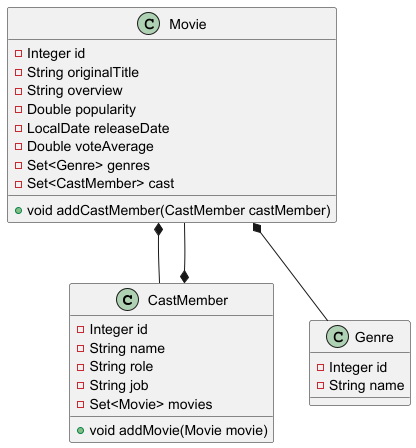 C Movie
Integer id
String originalTitle
String overview
Double popularity
LocalDate releaseDate
Double voteAverage
Set<Genre> genres
Set<CastMember> cast
void addCastMember(CastMember castMember)
C CastMember
Integer id
String name
String role
String job
Set<Movie> movies
void addMovie(Movie movie)
C Genre
Integer id
String name